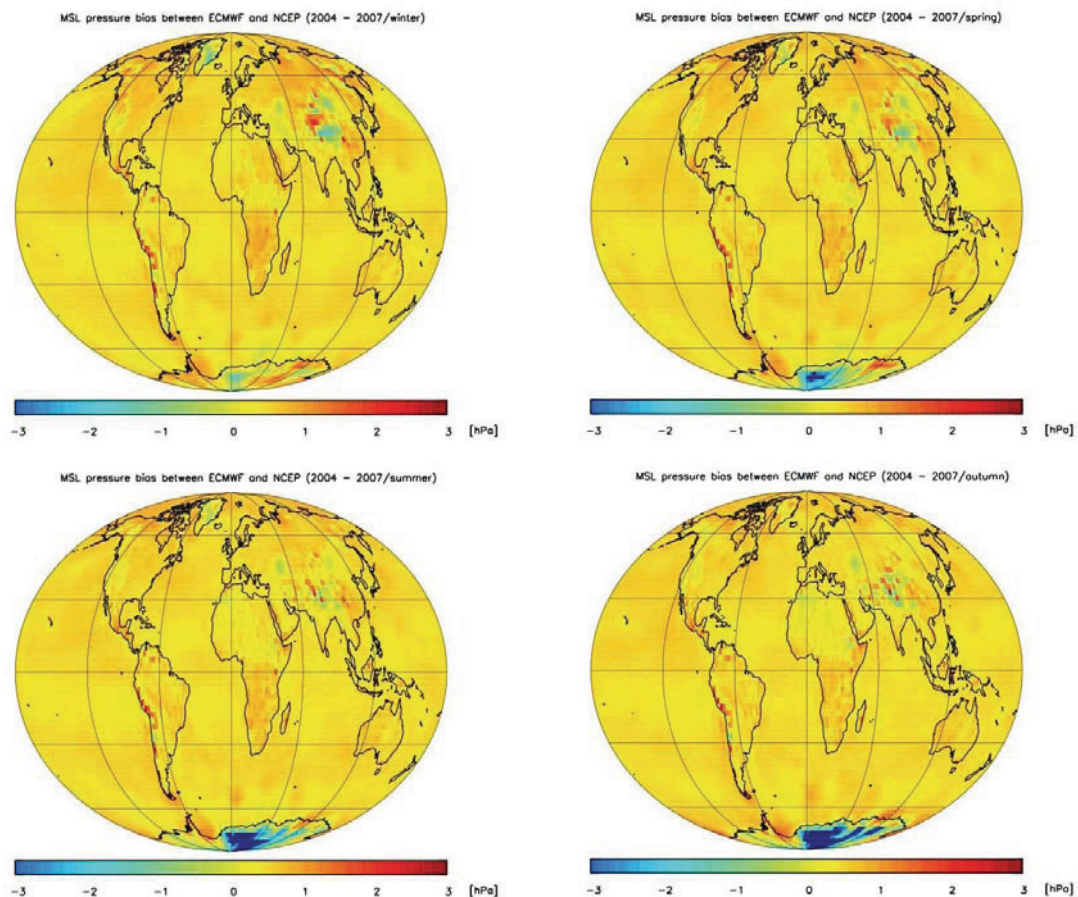 MSL pressure bias between ECMWF and NCEP (2004 - 2007/winter)
-3 -2 -1 0 1 2 3 [hPa]
MSL pressure bias between ECMWF and NCEP (2004 - 2007/spring)
-3 -2 -1 0 1 2 3 [hPa]
MSL pressure bias between ECMWF and NCEP (2004 - 2007/summer)
-3 -2 -1 0 1 2 3 [hPa]
MSL pressure bias between ECMWF and NCEP (2004 - 2007/autumn)
-3 -2 -1 0 1 2 3 [hPa]